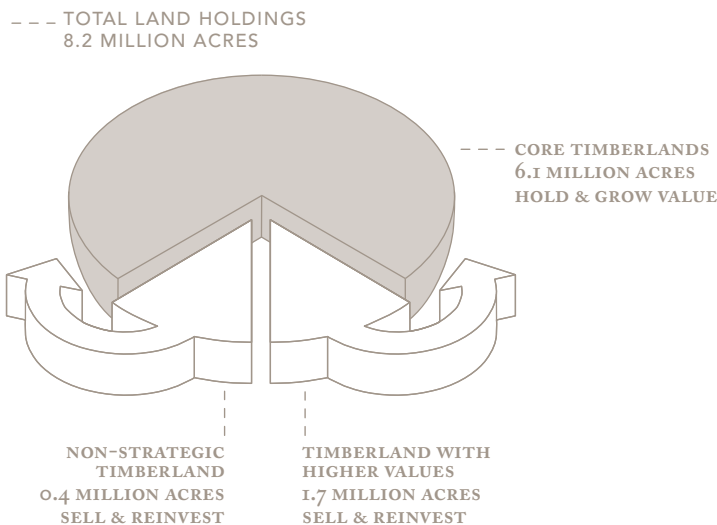 TOTAL LAND HOLDINGS
8.2 MILLION ACRES
CORE TIMBERLANDS
6.1 MILLION ACRES
HOLD & GROW VALUE
NON-STRATEGIC
TIMBERLAND
0.4 MILLION ACRES
SELL & REINVEST
TIMBERLAND WITH
HIGHER VALUES
1.7 MILLION ACRES
SELL & REINVEST